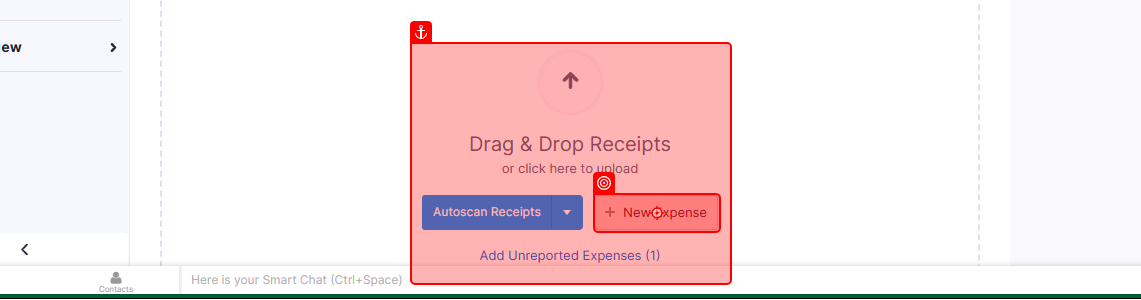 ew
Drag & Drop Receipts
or click here to upload
Autoscan Receipts
+ New Expense
Add Unreported Expenses (1)
Contacts
Here is your Smart Chat (Ctrl+Space)